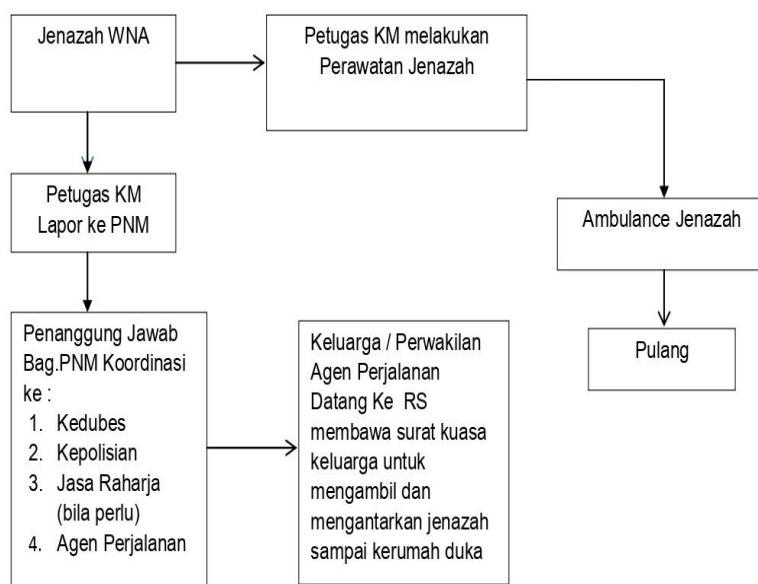 Jenazah WNA
Petugas KM melakukan
Perawatan Jenazah
Petugas KM
Lapor ke PNM
Ambulance Jenazah
Penanggung Jawab
Bag.PNM Koordinasi
ke :
1. Kedubes
2. Kepolisian
3. Jasa Raharja
(bila perlu)
4. Agen Perjalanan
Keluarga / Perwakilan
Agen Perjalanan
Datang Ke RS
membawa surat kuasa
keluarga untuk
mengambil dan
mengantarkan jenazah
sampai kerumah duka
Pulang